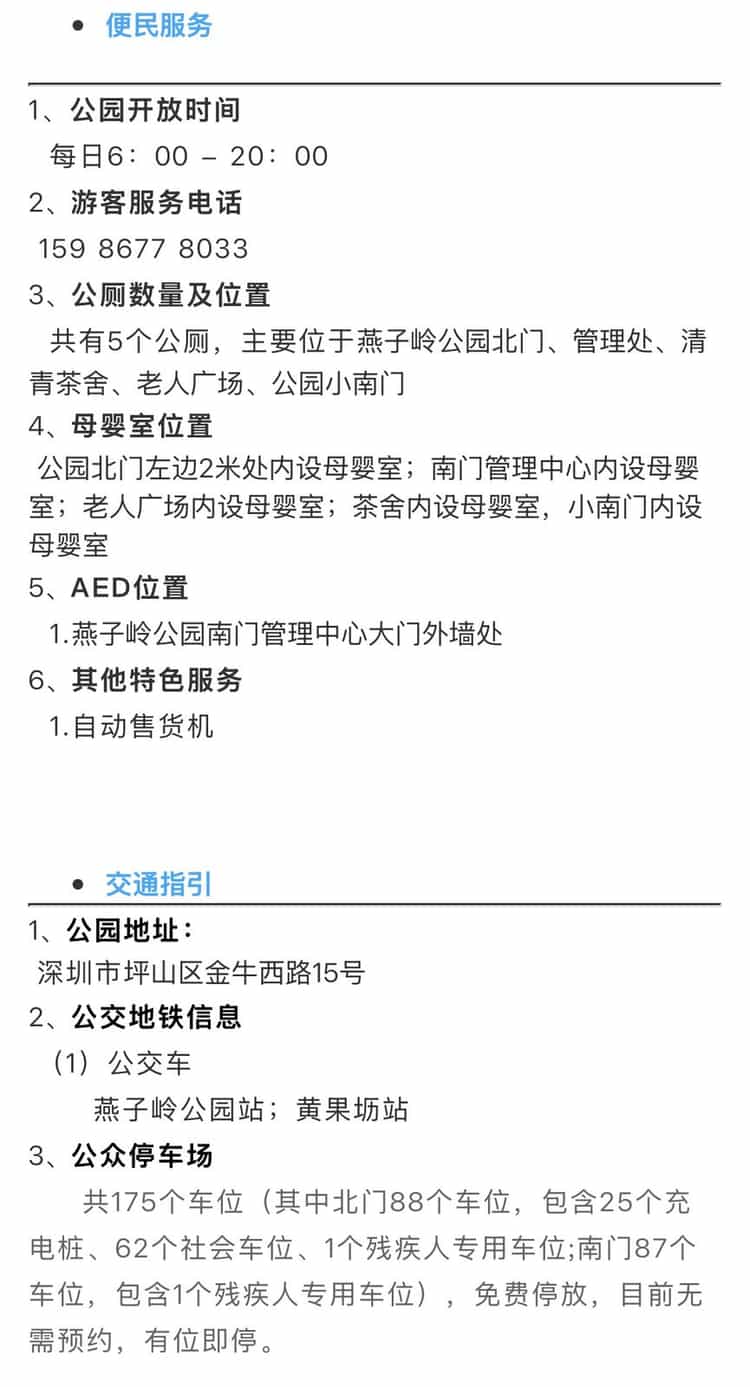 • 便民服务
1、公园开放时间
每日6：00 – 20：00
2、游客服务电话
159 8677 8033
3、公厕数量及位置
共有5个公厕，主要位于燕子岭公园北门、管理处、清
青茶舍、老人广场、公园小南门
4、母婴室位置
公园北门左边2米处内设母婴室；南门管理中心内设母婴
室；老人广场内设母婴室；茶舍内设母婴室，小南门内设
母婴室
5、AED位置
1.燕子岭公园南门管理中心大门外墙处
6、其他特色服务
1.自动售货机
• 交通指引
1、公园地址：
深圳市坪山区金牛西路15号
2、公交地铁信息
（1）公交车
燕子岭公园站；黄果坜站
3、公众停车场
共175个车位（其中北门88个车位，包含25个充
电桩、62个社会车位、1个残疾人专用车位;南门87个
车位，包含1个残疾人专用车位），免费停放，目前无
需预约，有位即停。